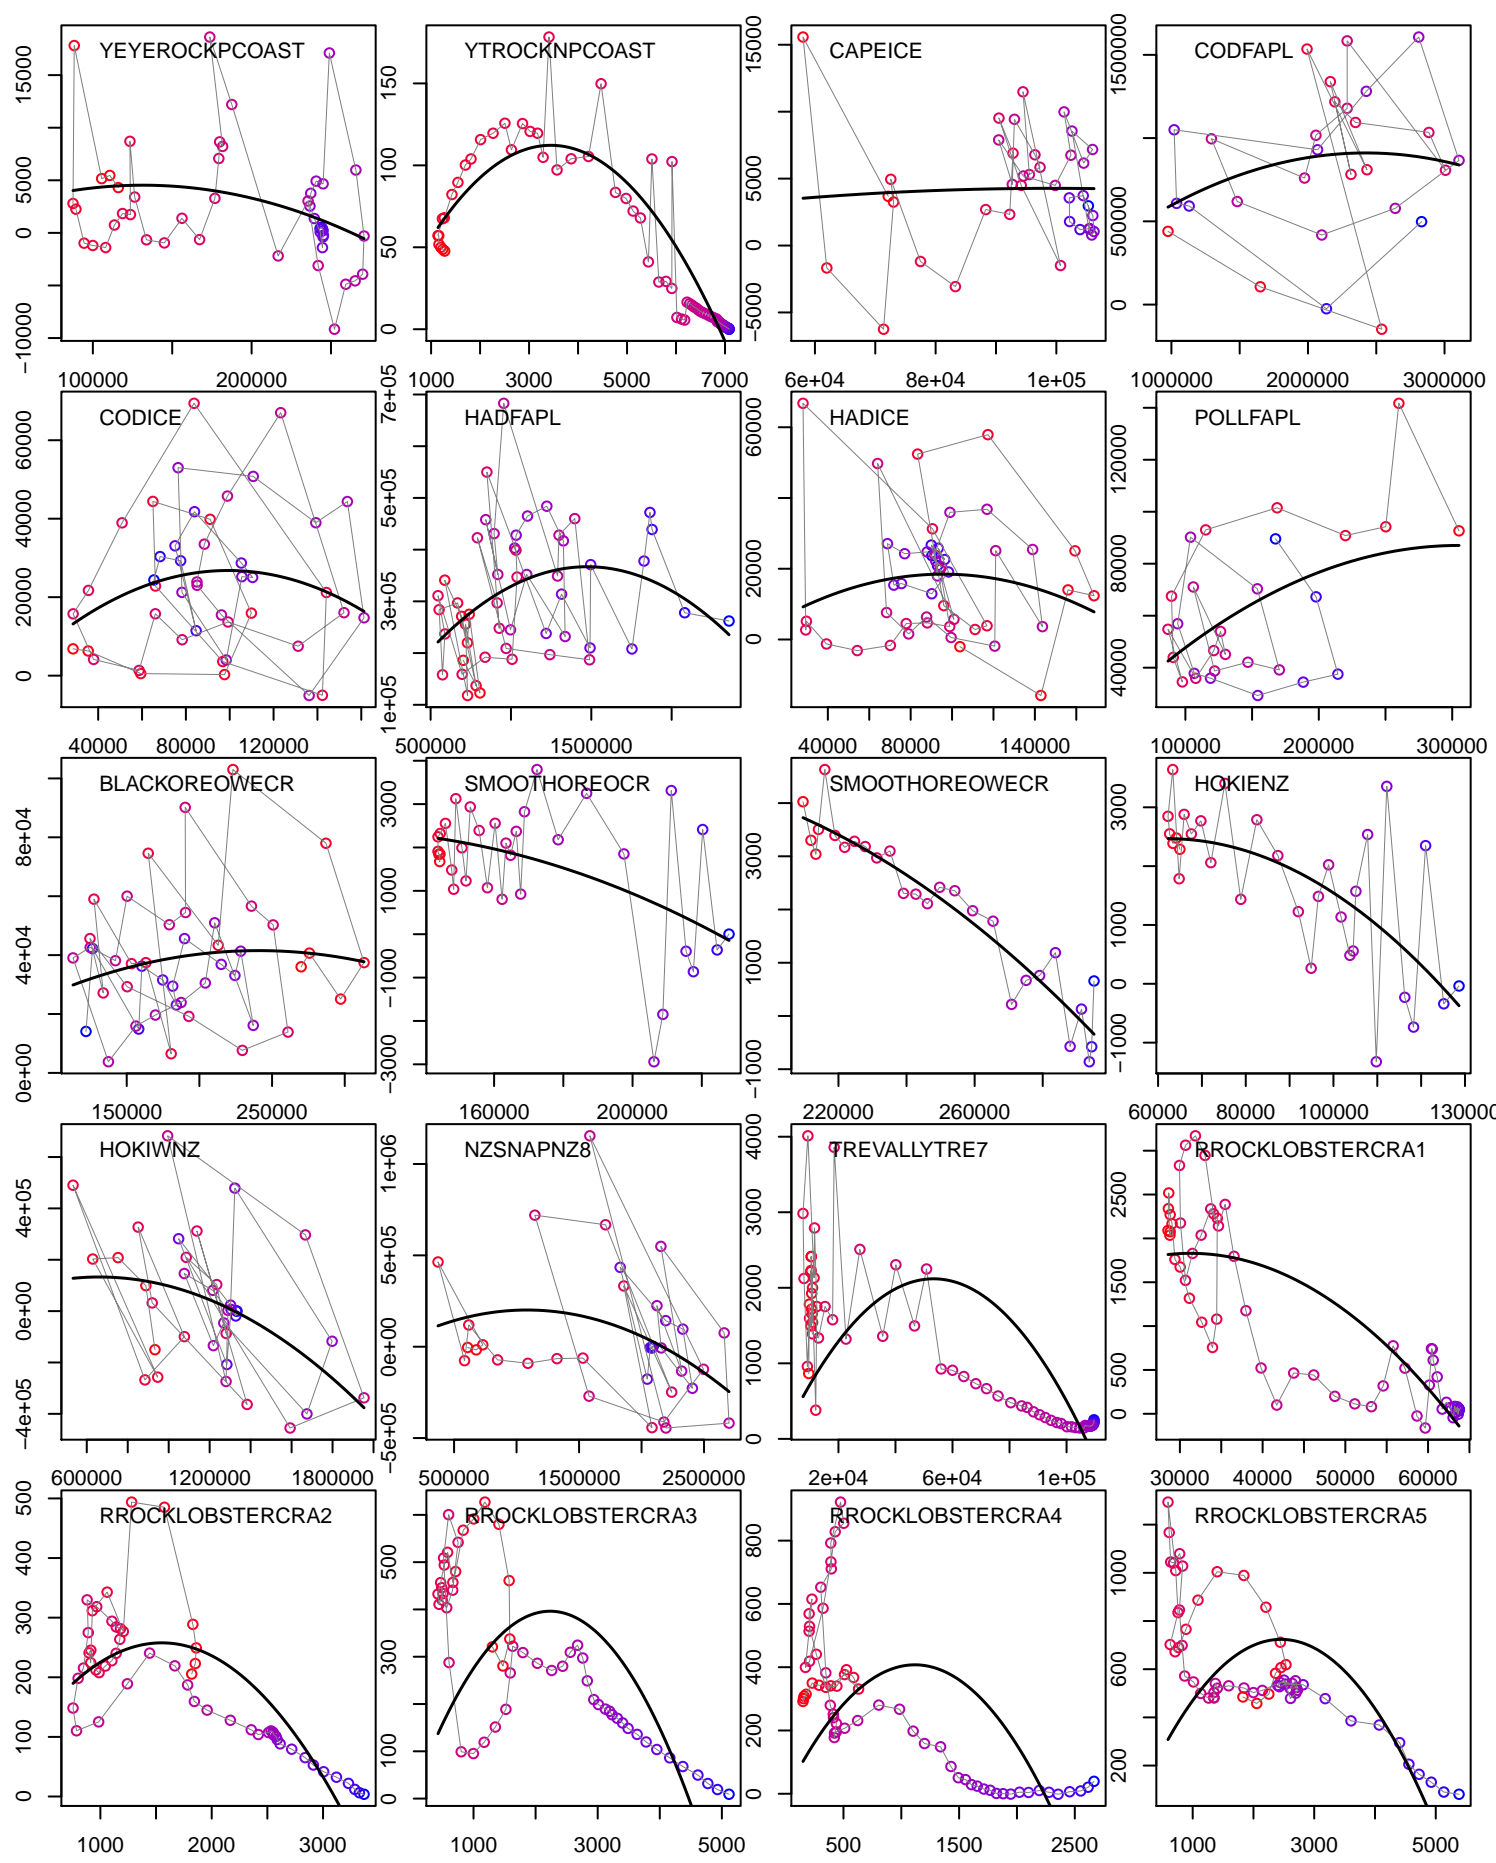 YEYEROCKPCOAST
−10000 0 5000 15000
100000 200000
YTROCKNPCOAST
0 50 100 150
1000 3000 5000 7000
CAPEICE
−5000 0 5000 15000
6e+04 8e+04 1e+05
CODFAPL
0 500000 1500000
1000000 2000000 3000000
CODICE
0 20000 40000 60000
40000 80000 120000
HADFAPL
1e+05 3e+05 5e+05 7e+05
500000 1500000
HADICE
0 20000 60000
40000 80000 140000
POLLFAPL
40000 80000 120000
100000 200000 300000
BLACKOREOWECR
0e+00 4e+04 8e+04
150000 250000
SMOOTHOREOCR
−3000 −1000 1000 3000
160000 200000
SMOOTHOREOWECR
−1000 1000 3000
220000 260000
HOKIENZ
−1000 0 1000 3000
60000 80000 100000 130000
HOKIWNZ
−4e+05 0e+00 4e+05
600000 1200000 1800000
NZSNAPNZ8
−5e+05 0e+00 5e+05 1e+06
500000 1500000 2500000
TREVALLYTRE7
0 1000 2000 3000 4000
2e+04 6e+04 1e+05
RROCKLOBSTERCRA1
0 500 1500 2500
30000 40000 50000 60000
RROCKLOBSTERCRA2
0 100 200 300 400 500
1000 2000 3000
RROCKLOBSTERCRA3
0 100 300 500
1000 3000 5000
RROCKLOBSTERCRA4
0 200 400 600 800
500 1500 2500
RROCKLOBSTERCRA5
200 600 1000
1000 3000 5000